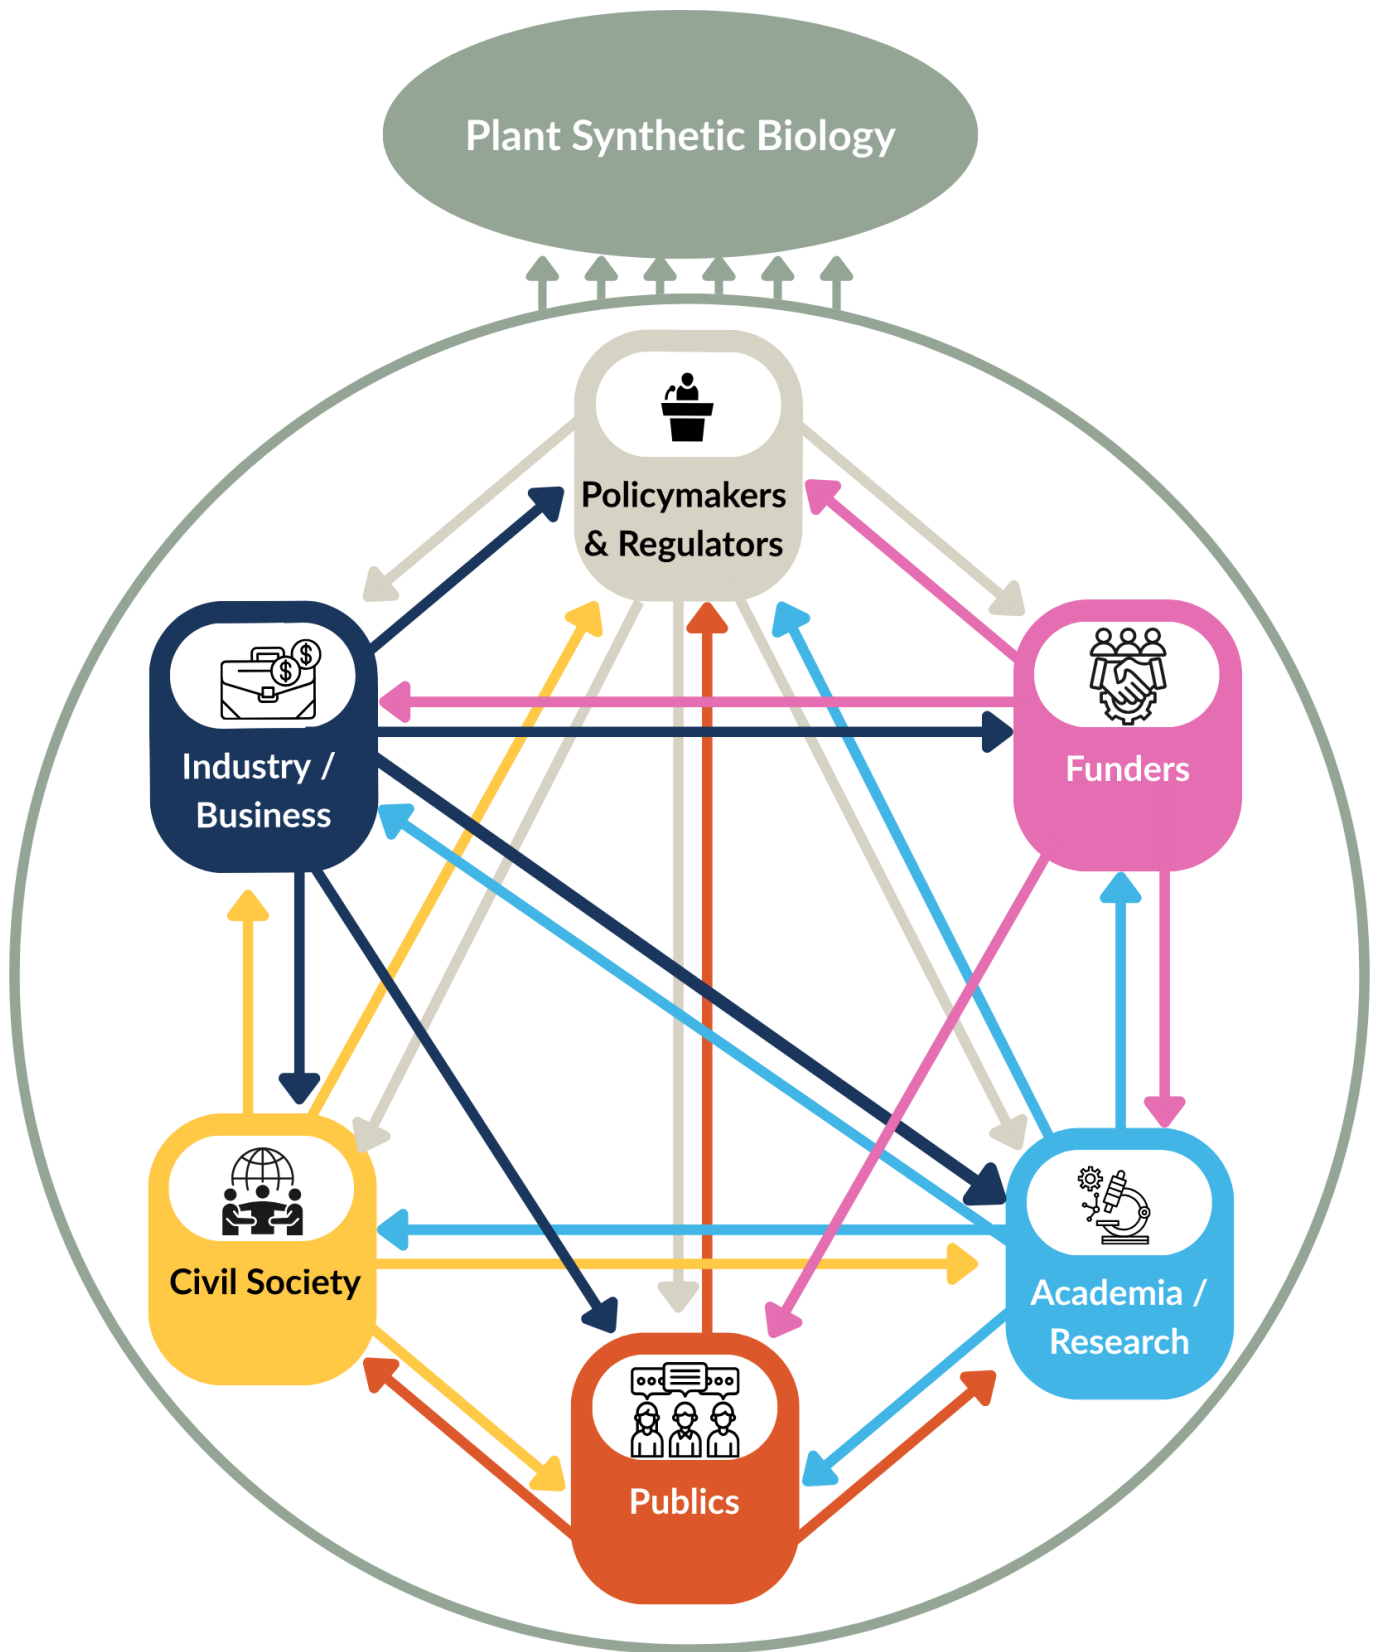 Plant Synthetic Biology
Policymakers
& Regulators
$
$
Industry /
Business
Funders
Civil Society
Academia /
Research
Publics